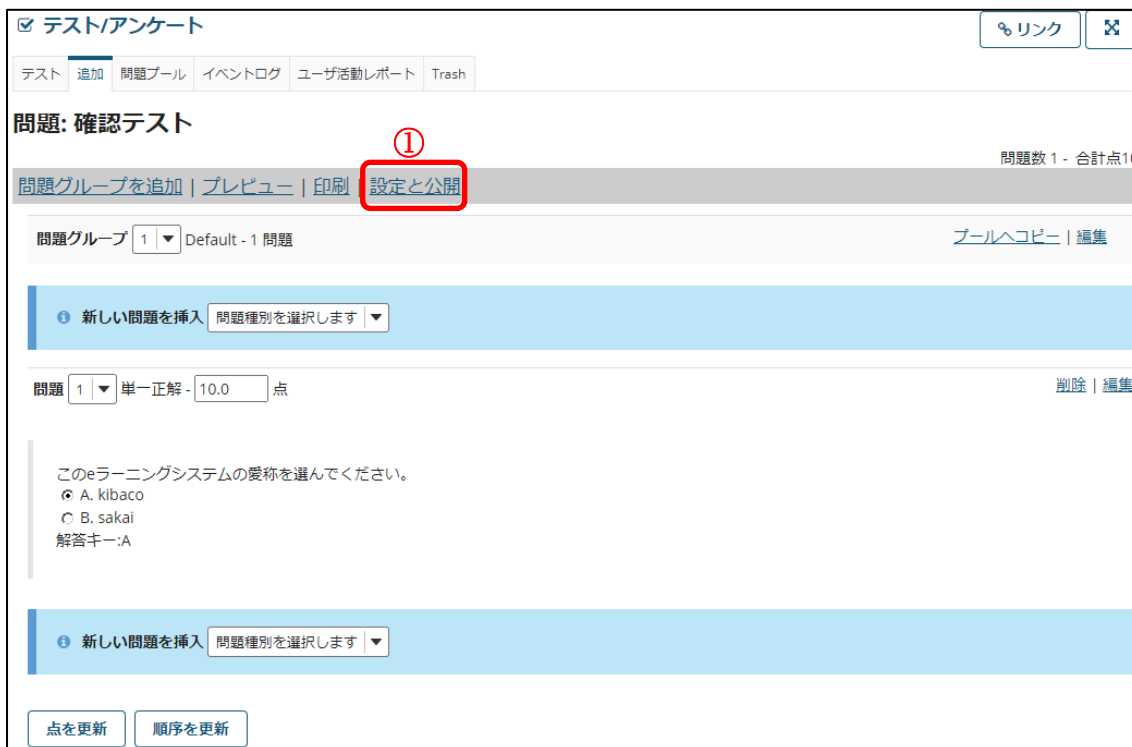 テスト/アンケート リンク
テスト 追加 問題プール イベントログ ユーザ活動レポート Trash
問題: 確認テスト
①
問題数 1 - 合計点
問題グループを追加 | プレビュー | 印刷 | 設定と公開
問題グループ 1 Default - 1 問題 プールへコピー | 編集
新しい問題を挿入 問題種別を選択します
問題 1 単一正解 - 10.0 点 削除 | 編集
このeラーニングシステムの愛称を選んでください。
A. kibaco
B. sakai
解答キー:A
新しい問題を挿入 問題種別を選択します
点を更新 順序を更新